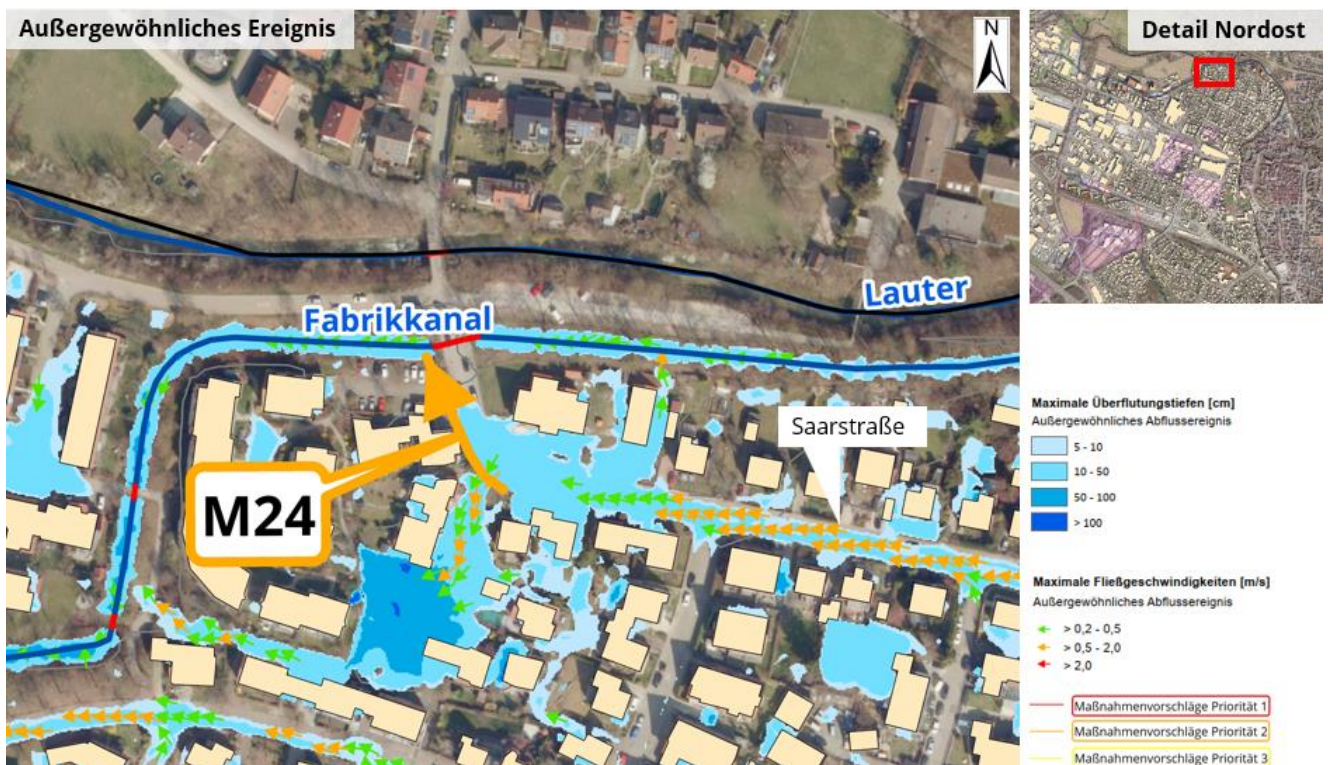 Außergewöhnliches Ereignis
N
Detail Nordost
Lauter
Fabrikkanal
Saarstraße
M24
Maximale Überflutungstiefen [cm]
Außergewöhnliches Abflussereignis
5 - 10
10 - 50
50 - 100
> 100
Maximale Fließgeschwindigkeiten [m/s]
Außergewöhnliches Abflussereignis
> 0,2 - 0,5
> 0,5 - 2,0
> 2,0
Maßnahmenvorschläge Priorität 1
Maßnahmenvorschläge Priorität 2
Maßnahmenvorschläge Priorität 3